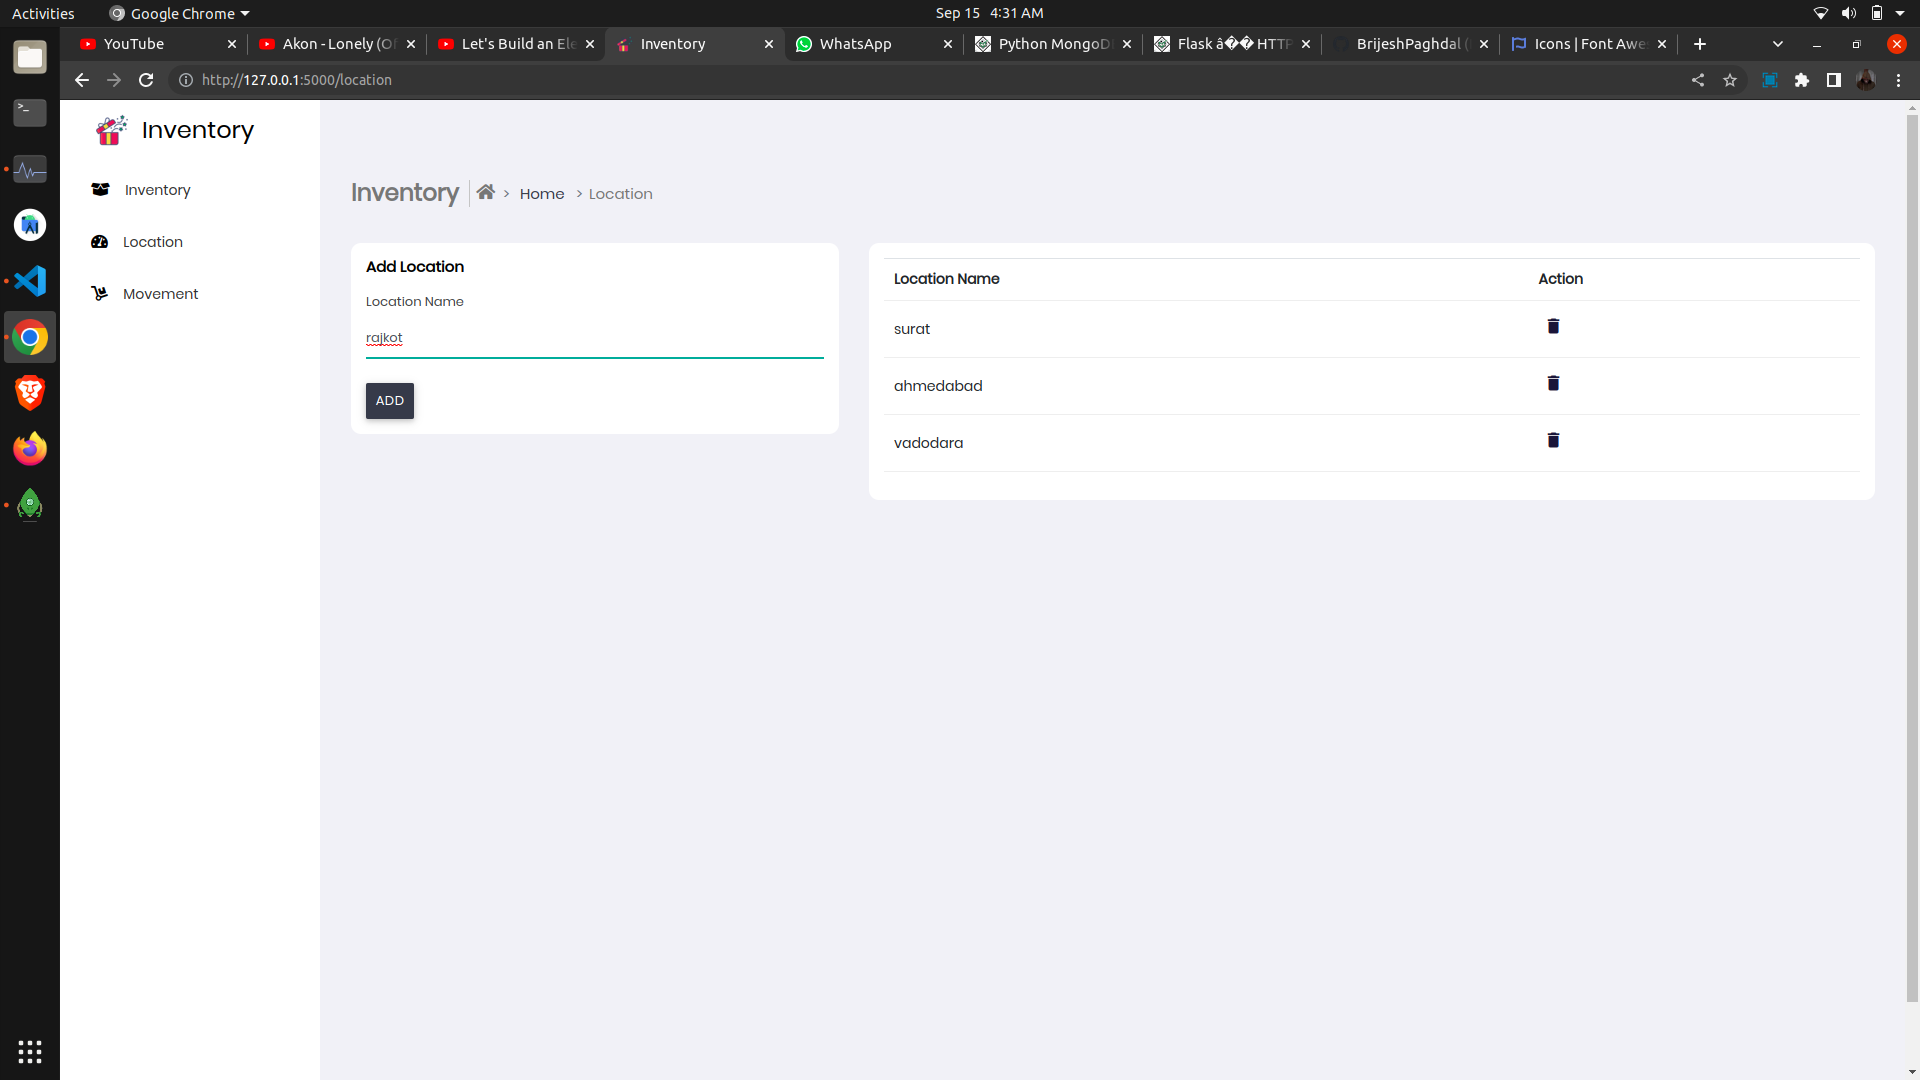 Activities
Google Chrome
Sep 15 4:31 AM
YouTube
Akon - Lonely (Of
Let's Build an Ele
Inventory
WhatsApp
Python MongoD
Flask â�� HTTP
BrijeshPaghdal (
Icons | Font Awe
http://127.0.0.1:5000/location
Inventory
Inventory
Location
Movement
Inventory > Home > Location
Add Location
Location Name
rajkot
ADD
Location Name Action
surat
ahmedabad
vadodara